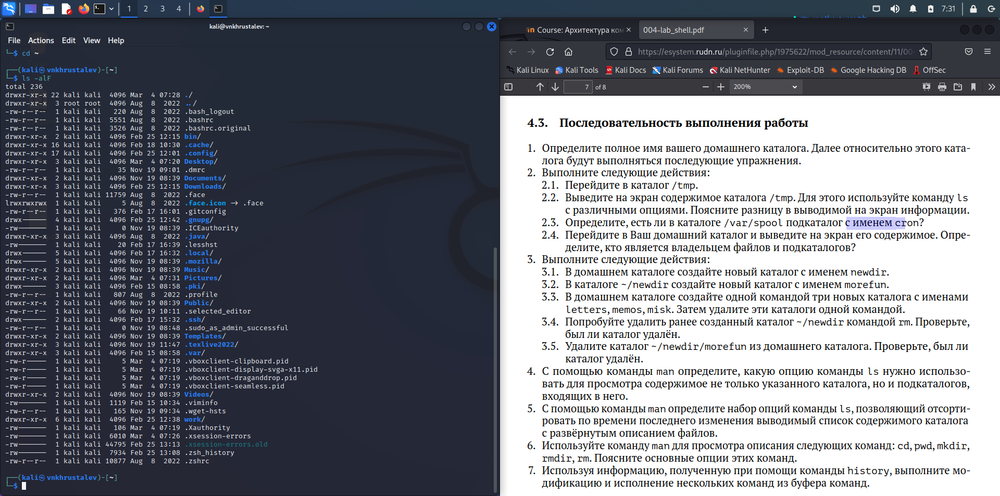 1 2 3 4
7:31
kali@vnkhrustalev: ~
File Actions Edit View Help
└─$ cd ~
┌──(kali㉿vnkhrustalev)-[~]
└─$ ls -alF
total 236
drwxr-xr-x 22 kali kali  4096 Mar  4 07:28 ./
drwxr-xr-x  3 root root  4096 Aug  8  2022 ../
-rw-r--r--  1 kali kali   220 Aug  8  2022 .bash_logout
-rw-r--r--  1 kali kali  5551 Aug  8  2022 .bashrc
-rw-r--r--  1 kali kali  3526 Aug  8  2022 .bashrc.original
drwxr-xr-x  2 kali kali  4096 Feb 25 12:15 bin/
drwxr-xr-x 16 kali kali  4096 Feb 18 10:30 .cache/
drwxr-xr-x 17 kali kali  4096 Feb 25 12:01 .config/
drwxr-xr-x  3 kali kali  4096 Mar  4 07:20 Desktop/
-rw-r--r--  1 kali kali    35 Nov 19 09:01 .dmrc
drwxr-xr-x  2 kali kali  4096 Nov 19 08:39 Documents/
drwxr-xr-x  3 kali kali  4096 Feb 25 12:15 Downloads/
-rw-r--r--  1 kali kali 11759 Aug  8  2022 .face
lrwxrwxrwx  1 kali kali     5 Aug  8  2022 .face.icon -> .face
-rw-r--r--  1 kali kali   376 Feb 17 16:01 .gitconfig
drwx------  4 kali kali  4096 Feb 25 12:42 .gnupg/
-rw-------  1 kali kali     0 Nov 19 08:39 .ICEauthority
drwxr-xr-x  3 kali kali  4096 Aug  8  2022 .java/
-rw-------  1 kali kali    20 Feb 17 16:39 .lesshst
drwx------  5 kali kali  4096 Feb 17 16:32 .local/
drwx------  5 kali kali  4096 Nov 19 08:39 .mozilla/
drwxr-xr-x  2 kali kali  4096 Nov 19 08:39 Music/
drwxr-xr-x  2 kali kali  4096 Mar  4 07:31 Pictures/
drwx------  3 kali kali  4096 Feb 15 08:58 .pki/
-rw-r--r--  1 kali kali   807 Aug  8  2022 .profile
drwxr-xr-x  2 kali kali  4096 Nov 19 08:39 Public/
-rw-r--r--  1 kali kali    66 Nov 19 10:11 .selected_editor
drwx------  2 kali kali  4096 Feb 17 15:32 .ssh/
-rw-r--r--  1 kali kali     0 Nov 19 08:48 .sudo_as_admin_successful
drwxr-xr-x  2 kali kali  4096 Nov 19 08:39 Templates/
drwxr-xr-x  3 kali kali  4096 Nov 19 11:47 .texlive2022/
drwxr-xr-x  3 kali kali  4096 Feb 15 08:58 .var/
-rw-r-----  1 kali kali     5 Mar  4 07:19 .vboxclient-clipboard.pid
-rw-r-----  1 kali kali     5 Mar  4 07:19 .vboxclient-display-svga-x11.pid
-rw-r-----  1 kali kali     5 Mar  4 07:19 .vboxclient-draganddrop.pid
-rw-r-----  1 kali kali     5 Mar  4 07:19 .vboxclient-seamless.pid
drwxr-xr-x  2 kali kali  4096 Nov 19 08:39 Videos/
-rw-------  1 kali kali  1119 Feb 15 10:34 .viminfo
-rw-------  1 kali kali   165 Nov 19 09:34 .wget-hsts
drwxr-xr-x  6 kali kali  4096 Feb 25 12:38 work/
-rw-------  1 kali kali   106 Mar  4 07:19 .Xauthority
-rw-------  1 kali kali  6010 Mar  4 07:26 .xsession-errors
-rw-------  1 kali kali 44795 Feb 25 13:13 .xsession-errors.old
-rw-------  1 kali kali  7934 Feb 25 13:08 .zsh_history
-rw-r--r--  1 kali kali 10877 Aug  8  2022 .zshrc
┌──(kali㉿vnkhrustalev)-[~]
└─$
Course: Архитектура ком 004-lab_shell.pdf
https://esystem.rudn.ru/pluginfile.php/1975622/mod_resource/content/11/00
Kali Linux Kali Tools Kali Docs Kali Forums Kali NetHunter Exploit-DB Google Hacking DB OffSec
7 of 8 200%
4.3. Последовательность выполнения работы
1. Определите полное имя вашего домашнего каталога. Далее относительно этого ката-
лога будут выполняться последующие упражнения.
2. Выполните следующие действия:
2.1. Перейдите в каталог /tmp.
2.2. Выведите на экран содержимое каталога /tmp. Для этого используйте команду ls
с различными опциями. Поясните разницу в выводимой на экран информации.
2.3. Определите, есть ли в каталоге /var/spool подкаталог с именем cron?
2.4. Перейдите в Ваш домашний каталог и выведите на экран его содержимое. Опре-
делите, кто является владельцем файлов и подкаталогов?
3. Выполните следующие действия:
3.1. В домашнем каталоге создайте новый каталог с именем newdir.
3.2. В каталоге ~/newdir создайте новый каталог с именем morefun.
3.3. В домашнем каталоге создайте одной командой три новых каталога с именами
letters, memos, misk. Затем удалите эти каталоги одной командой.
3.4. Попробуйте удалить ранее созданный каталог ~/newdir командой rm. Проверьте,
был ли каталог удалён.
3.5. Удалите каталог ~/newdir/morefun из домашнего каталога. Проверьте, был ли
каталог удалён.
4. С помощью команды man определите, какую опцию команды ls нужно использо-
вать для просмотра содержимое не только указанного каталога, но и подкаталогов,
входящих в него.
5. С помощью команды man определите набор опций команды ls, позволяющий отсорти-
ровать по времени последнего изменения выводимый список содержимого каталога
с развёрнутым описанием файлов.
6. Используйте команду man для просмотра описания следующих команд: cd, pwd, mkdir,
rmdir, rm. Поясните основные опции этих команд.
7. Используя информацию, полученную при помощи команды history, выполните мо-
дификацию и исполнение нескольких команд из буфера команд.